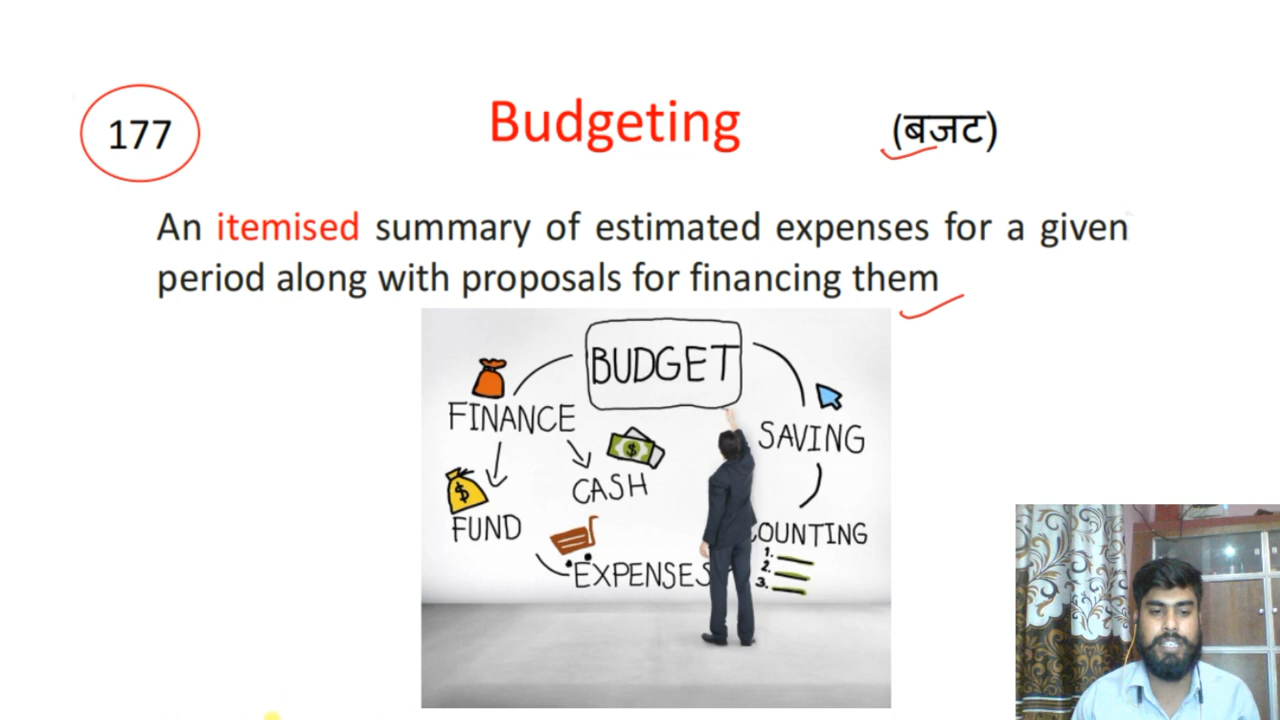 177
Budgeting (बजट)
An itemised summary of estimated expenses for a given
period along with proposals for financing them
BUDGET
FINANCE
SAVING
CASH
FUND
OUNTING
EXPENSES
1.
2.
3.